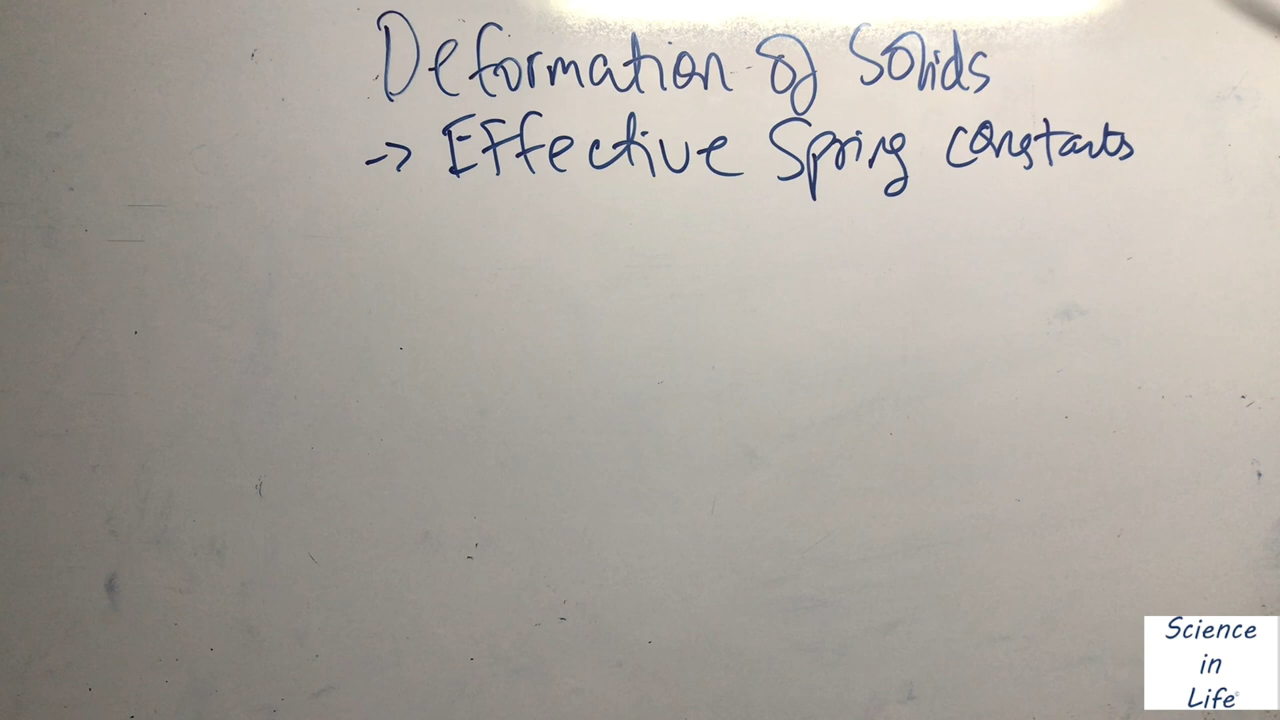 Deformation of Solids
-> Effective Spring constants
Science
in
Life